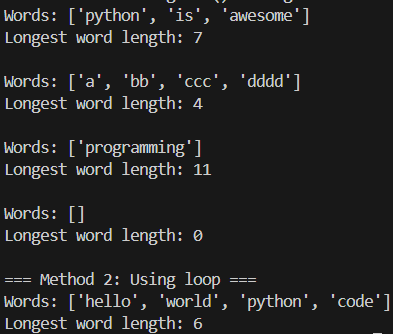 Words: ['python', 'is', 'awesome']
Longest word length: 7
Words: ['a', 'bb', 'ccc', 'dddd']
Longest word length: 4
Words: ['programming']
Longest word length: 11
Words: []
Longest word length: 0
=== Method 2: Using loop ===
Words: ['hello', 'world', 'python', 'code']
Longest word length: 6